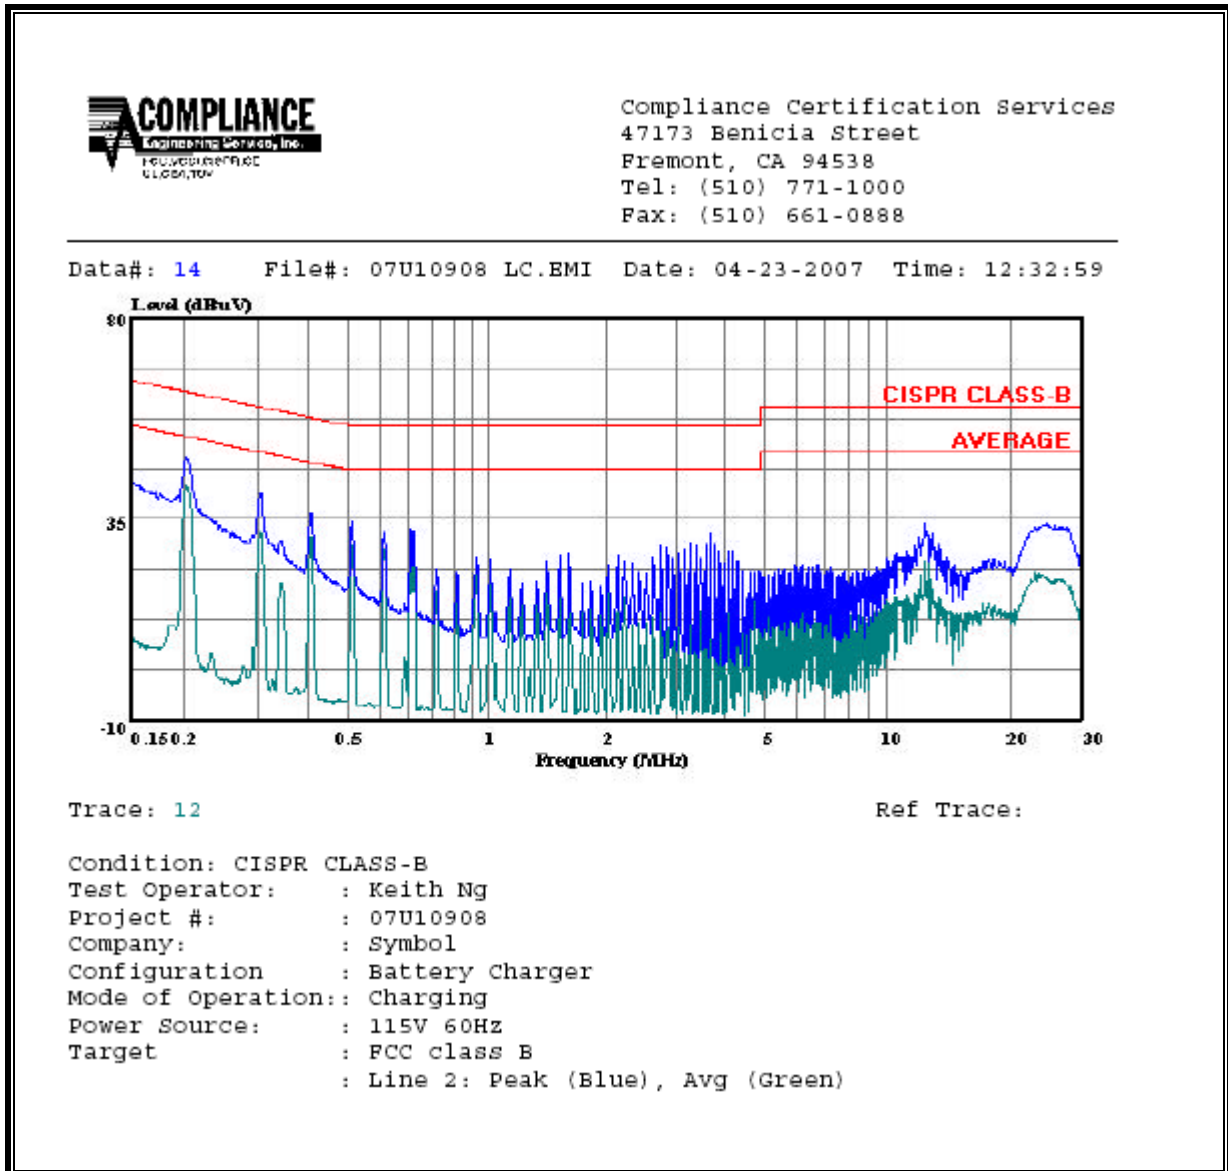 COMPLIANCE
Engineering Service, Inc.
Compliance Certification Services
47173 Benicia Street
Fremont, CA 94538
Tel: (510) 771-1000
Fax: (510) 661-0888
Data#: 14 File#: 07U10908 LC.EMI Date: 04-23-2007 Time: 12:32:59
Level (dBuV)
80
CISPR CLASS-B
AVERAGE
35
-10
0.15 0.2 0.5 1 2 5 10 20 30
Frequency (MHz)
Trace: 12 Ref Trace:
Condition: CISPR CLASS-B
Test Operator: : Keith Ng
Project #: : 07U10908
Company: : Symbol
Configuration : Battery Charger
Mode of Operation:: Charging
Power Source: : 115V 60Hz
Target : FCC class B
: Line 2: Peak (Blue), Avg (Green)